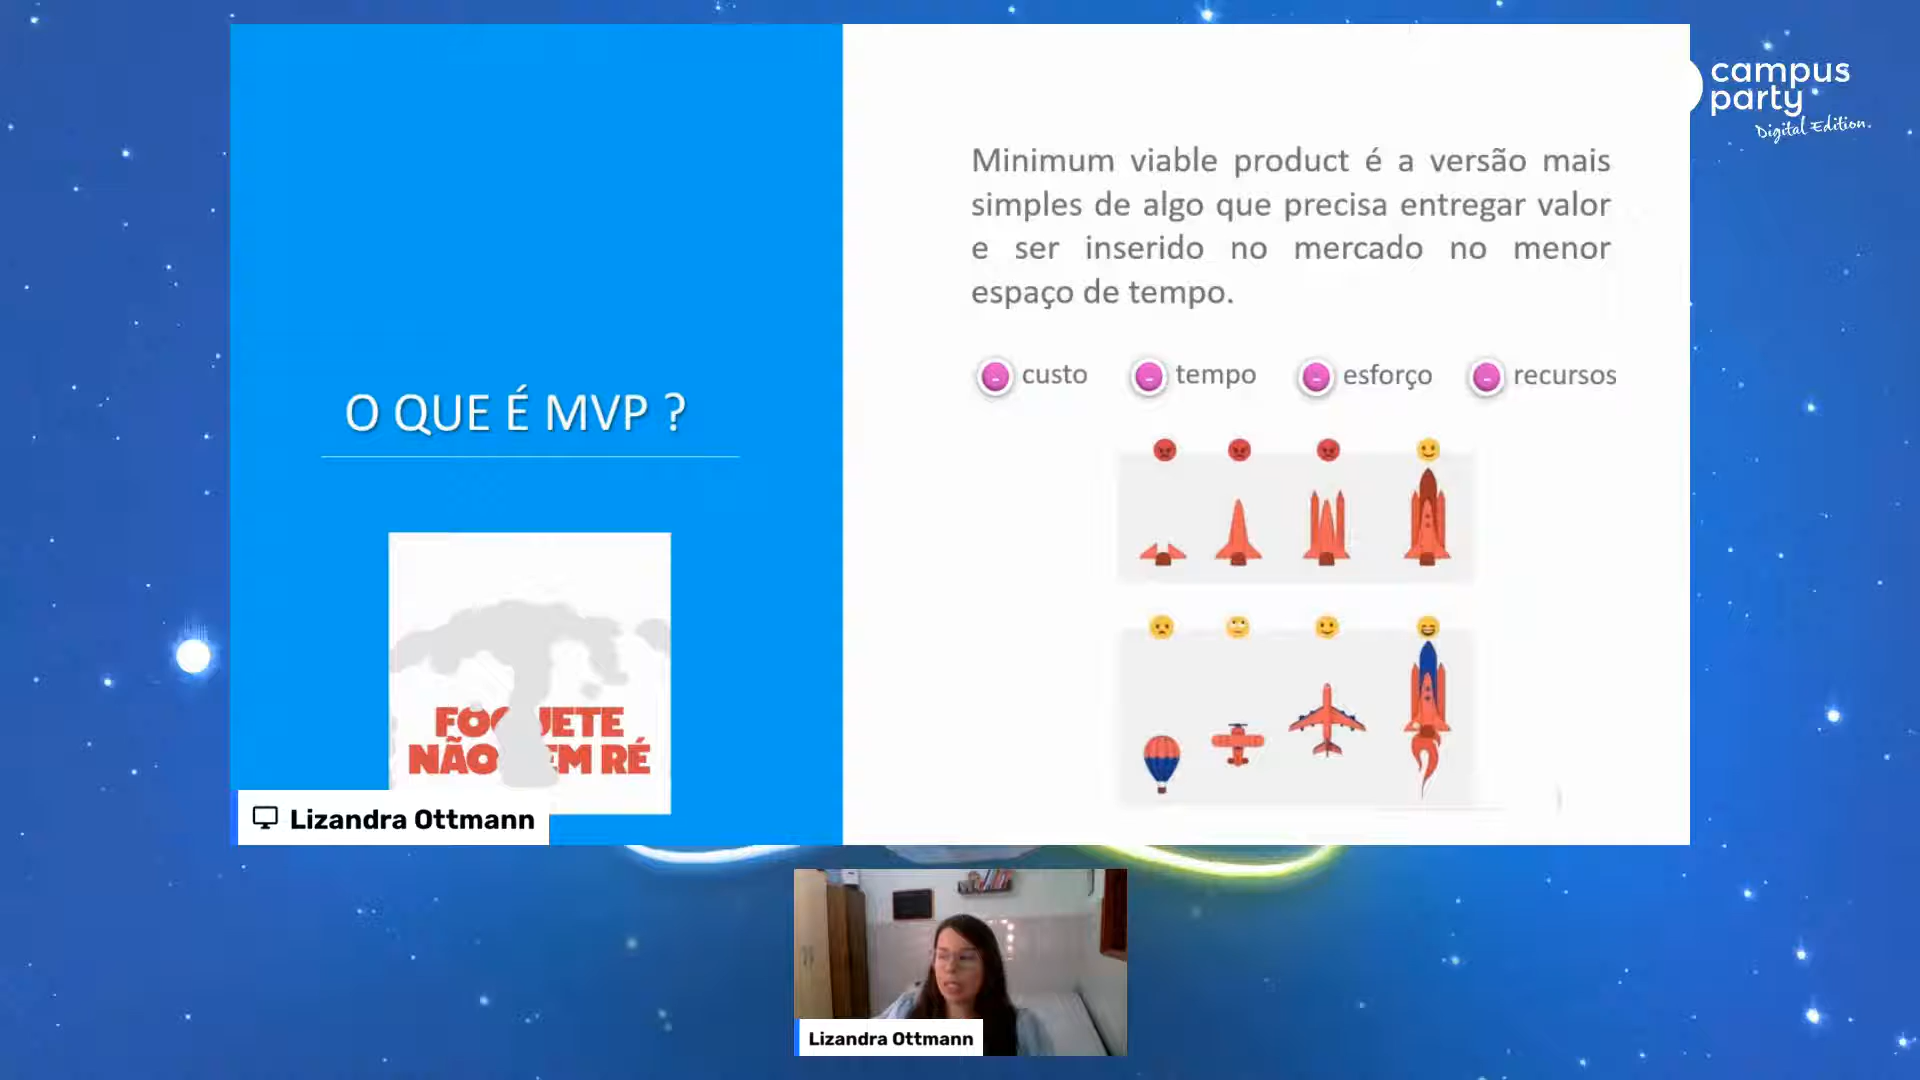 campus
party
Digital Edition.
Minimum viable product é a versão mais
simples de algo que precisa entregar valor
e ser inserido no mercado no menor
espaço de tempo.
- custo - tempo - esforço - recursos
O QUE É MVP ?
NÃO RÉ
Lizandra Ottmann
Lizandra Ottmann